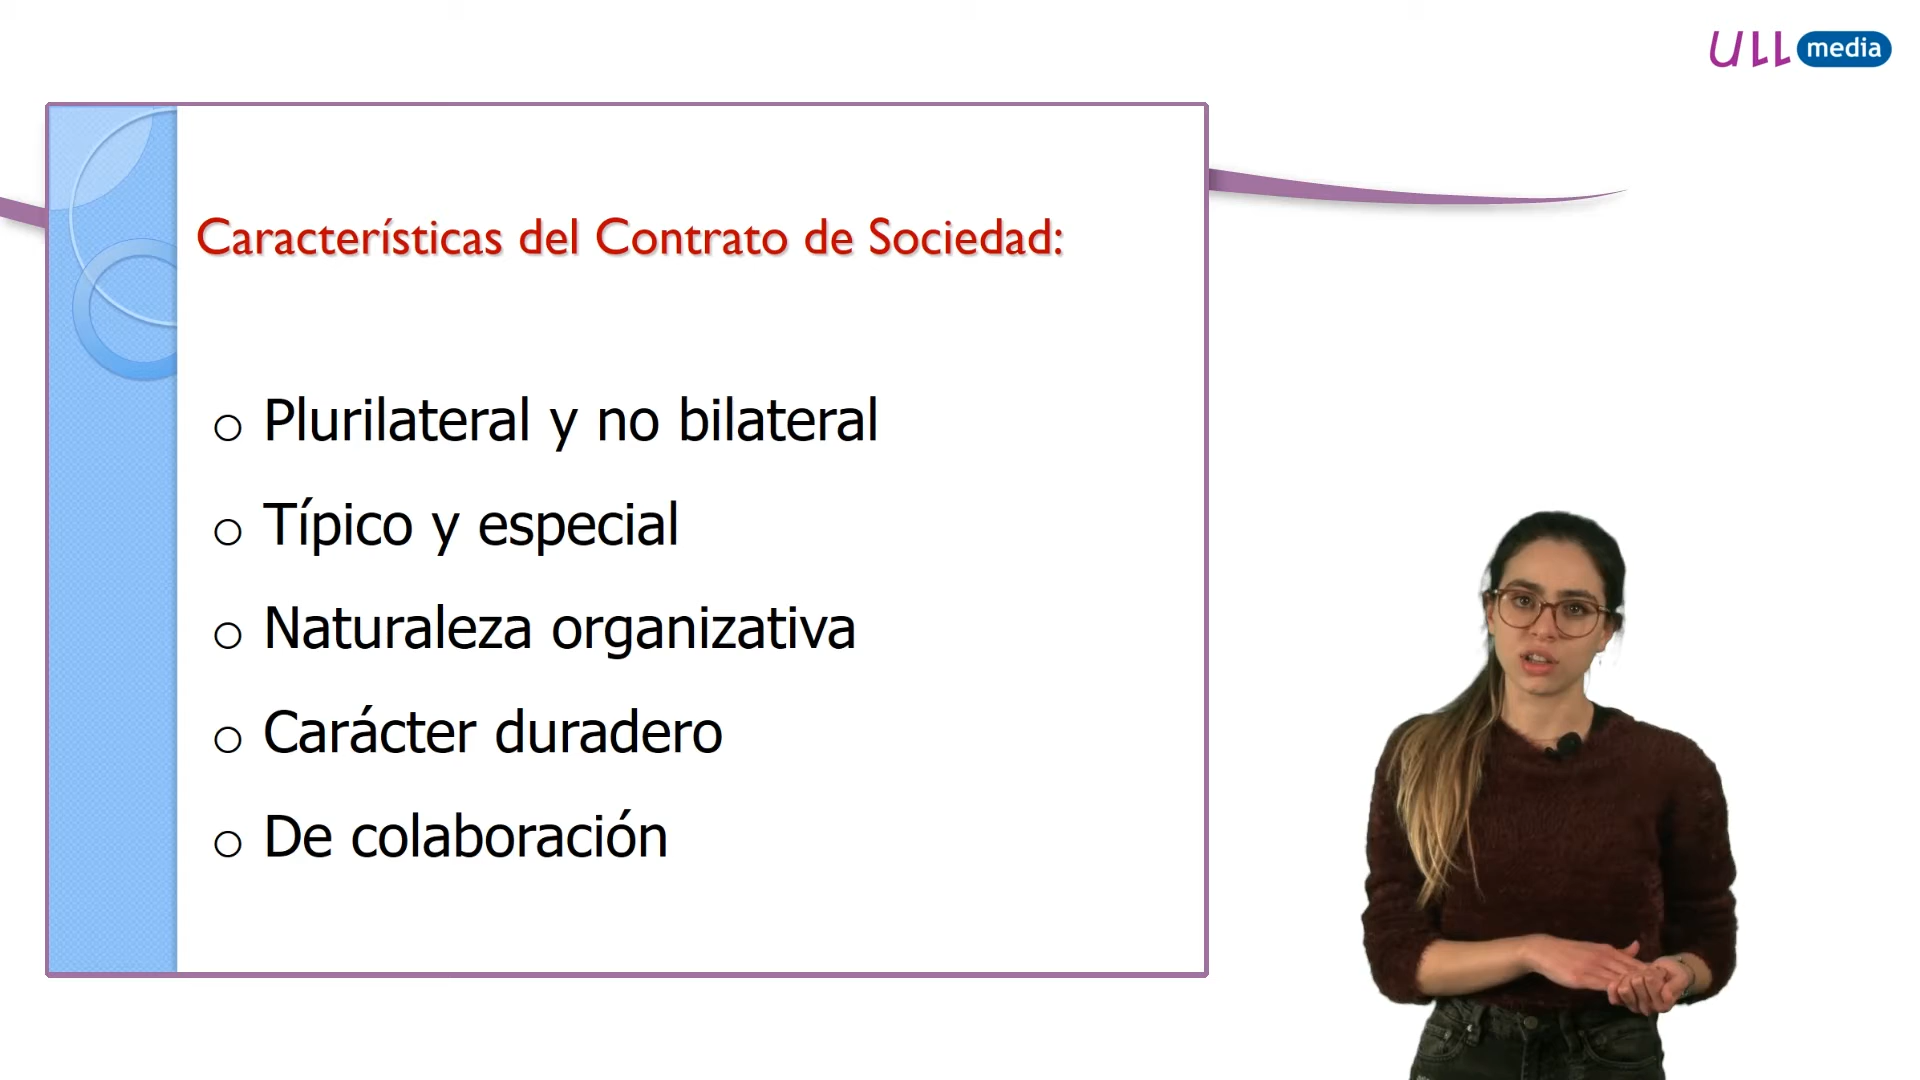 ULL media
Características del Contrato de Sociedad:
o Plurilateral y no bilateral
o Típico y especial
o Naturaleza organizativa
o Carácter duradero
o De colaboración